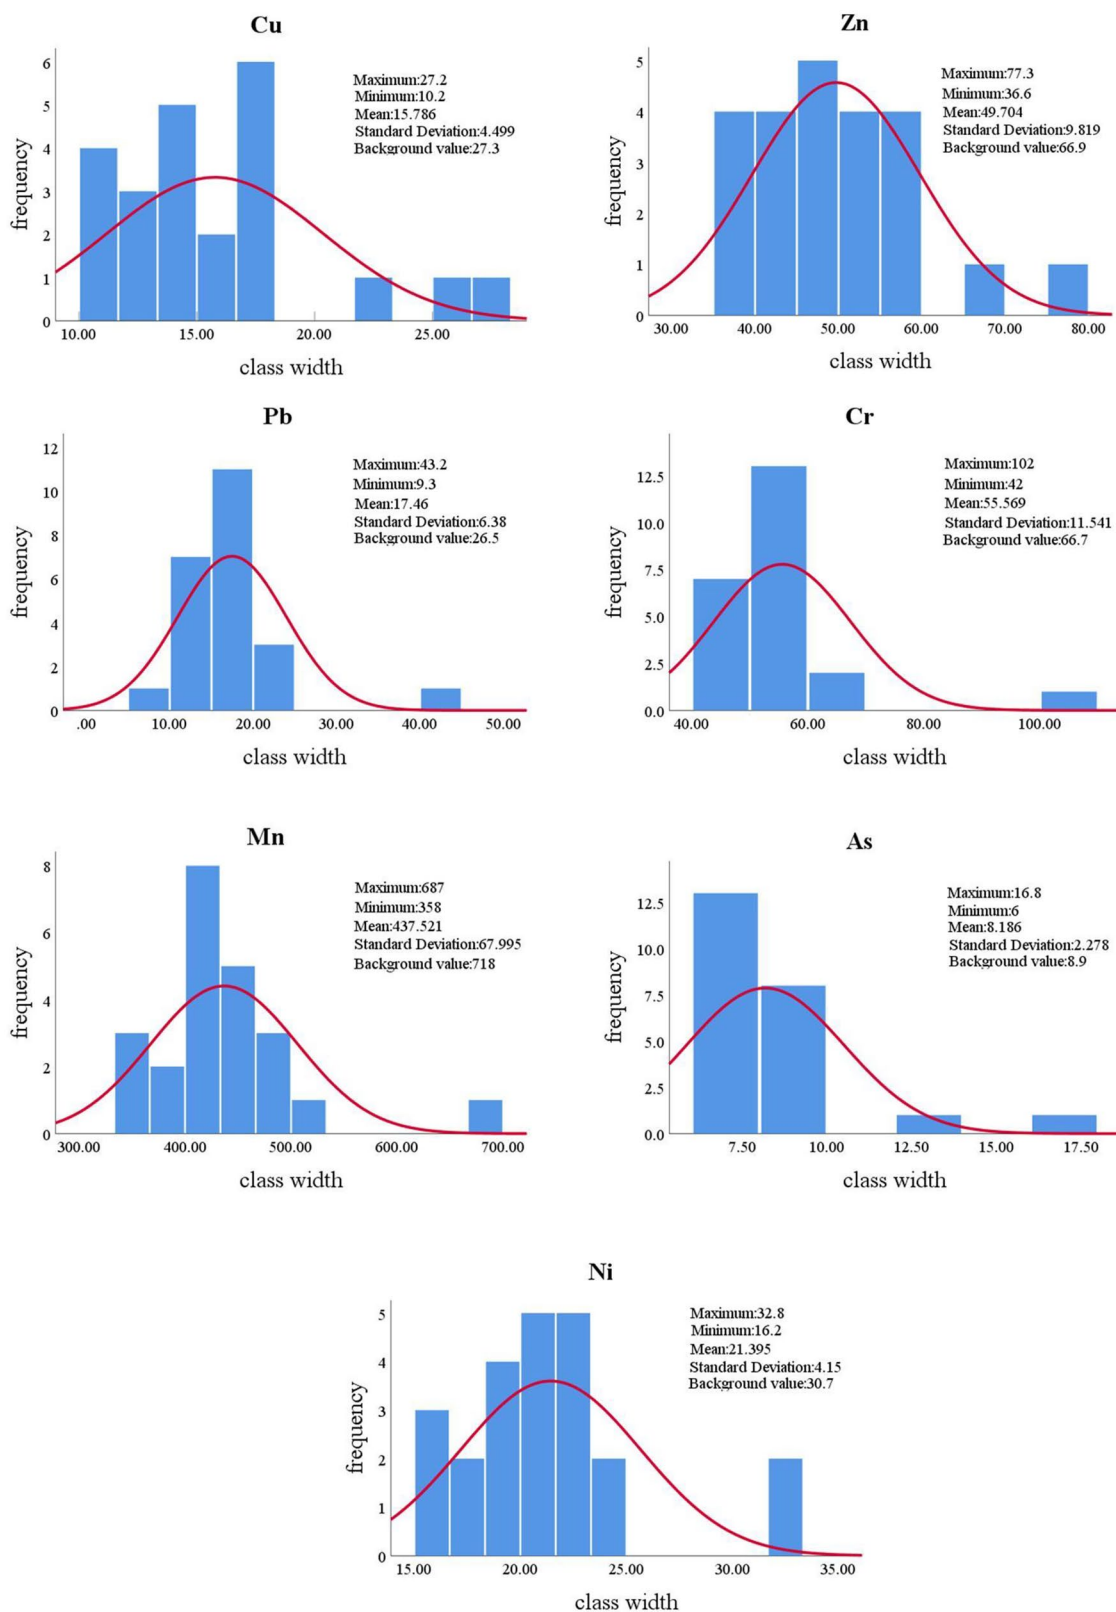 Cu
Maximum:27.2
Minimum:10.2
Mean:15.786
Standard Deviation:4.499
Background value:27.3
frequency
6
5
4
3
2
1
0
10.00 15.00 20.00 25.00
class width
Zn
Maximum:77.3
Minimum:36.6
Mean:49.704
Standard Deviation:9.819
Background value:66.9
frequency
5
4
3
2
1
0
30.00 40.00 50.00 60.00 70.00 80.00
class width
Pb
Maximum:43.2
Minimum:9.3
Mean:17.46
Standard Deviation:6.38
Background value:26.5
frequency
12
10
8
6
4
2
0
.00 10.00 20.00 30.00 40.00 50.00
class width
Cr
Maximum:102
Minimum:42
Mean:55.569
Standard Deviation:11.541
Background value:66.7
frequency
12.5
10.0
7.5
5.0
2.5
0.0
40.00 60.00 80.00 100.00
class width
Mn
Maximum:687
Minimum:358
Mean:437.521
Standard Deviation:67.995
Background value:718
frequency
8
6
4
2
0
300.00 400.00 500.00 600.00 700.00
class width
As
Maximum:16.8
Minimum:6
Mean:8.186
Standard Deviation:2.278
Background value:8.9
frequency
12.5
10.0
7.5
5.0
2.5
0.0
7.50 10.00 12.50 15.00 17.50
class width
Ni
Maximum:32.8
Minimum:16.2
Mean:21.395
Standard Deviation:4.15
Background value:30.7
frequency
5
4
3
2
1
0
15.00 20.00 25.00 30.00 35.00
class width